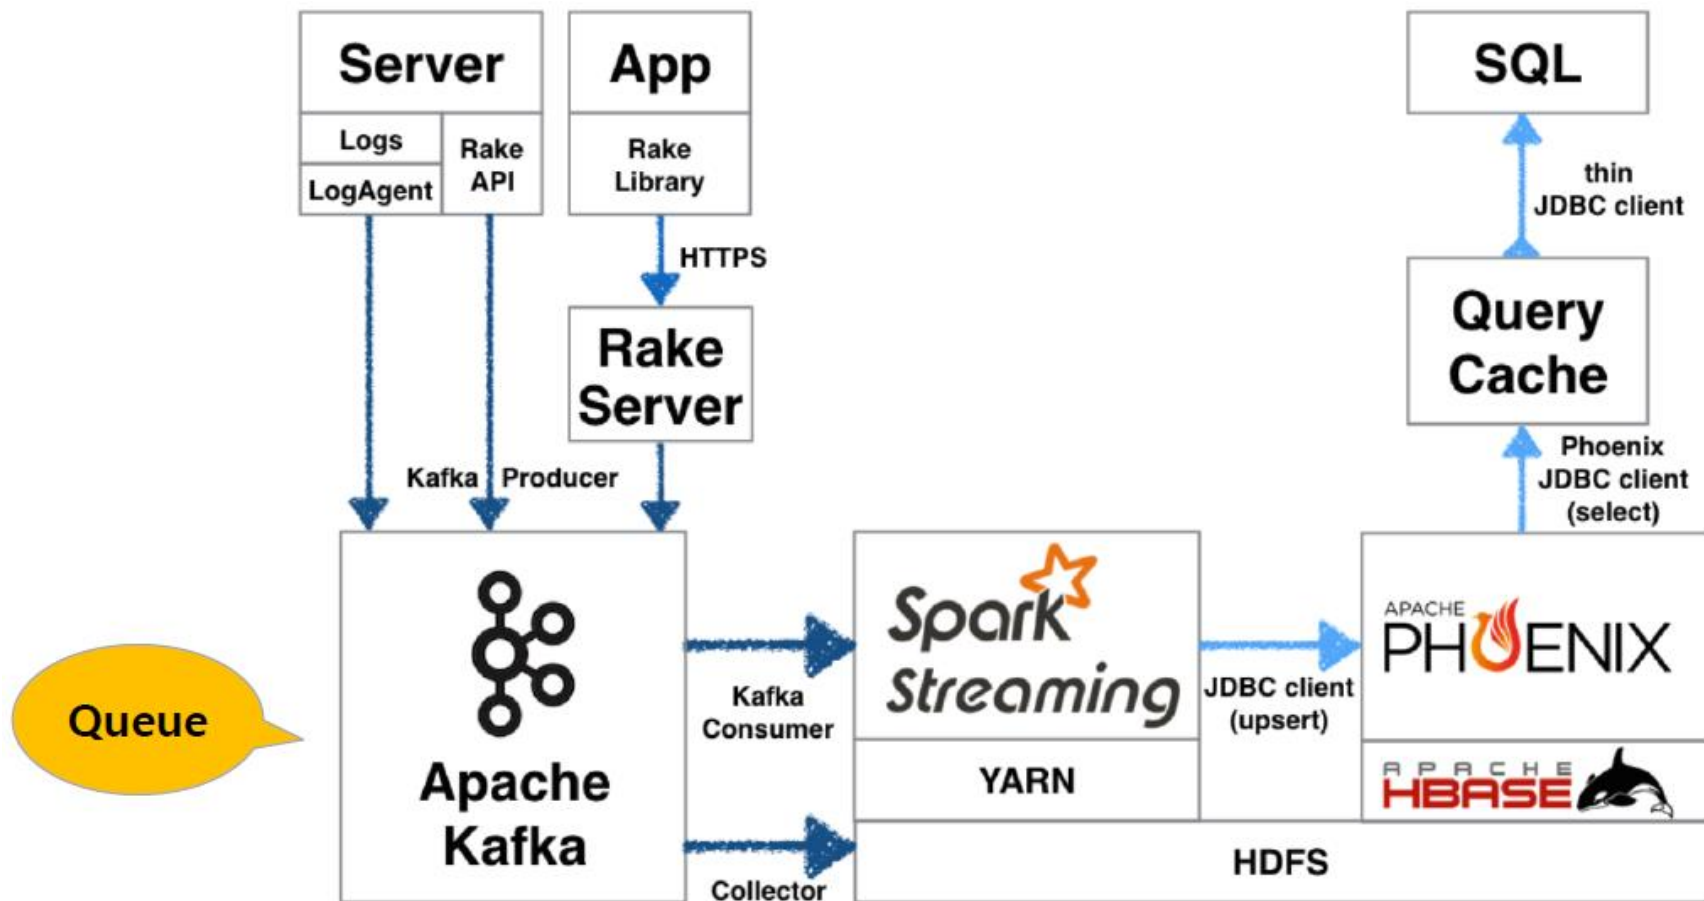 Server
Logs
LogAgent
Rake
API
App
Rake
Library
HTTPS
Rake
Server
Kafka Producer
Queue
Apache
Kafka
Kafka
Consumer
Collector
Spark
Streaming
YARN
HDFS
JDBC client
(upsert)
APACHE
PHOENIX
APACHE
HBASE
Phoenix
JDBC client
(select)
Query
Cache
thin
JDBC client
SQL